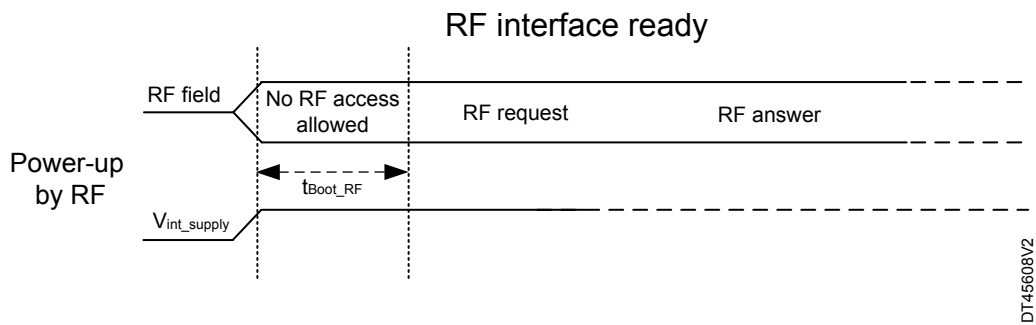 RF interface ready
RF field
No RF access
allowed
RF request
RF answer
Power-up
by RF
tBoot_RF
Vint_supply
DT45608V2